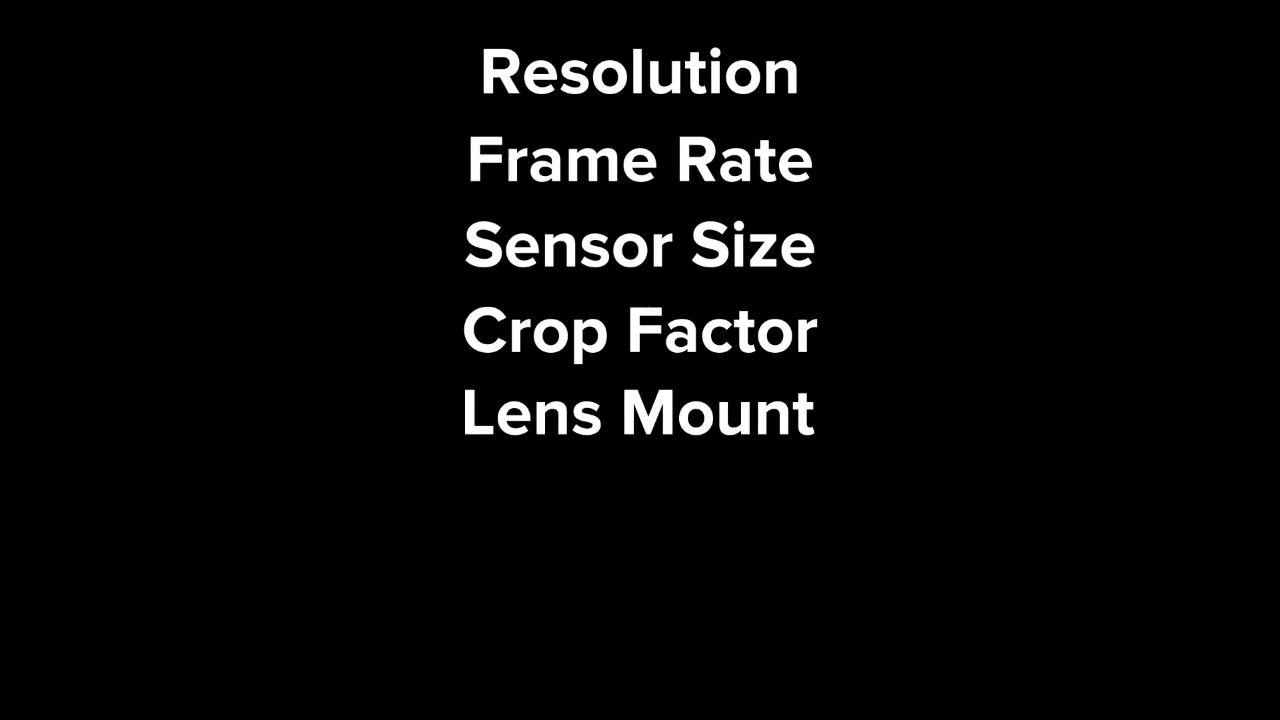 Resolution
Frame Rate
Sensor Size
Crop Factor
Lens Mount